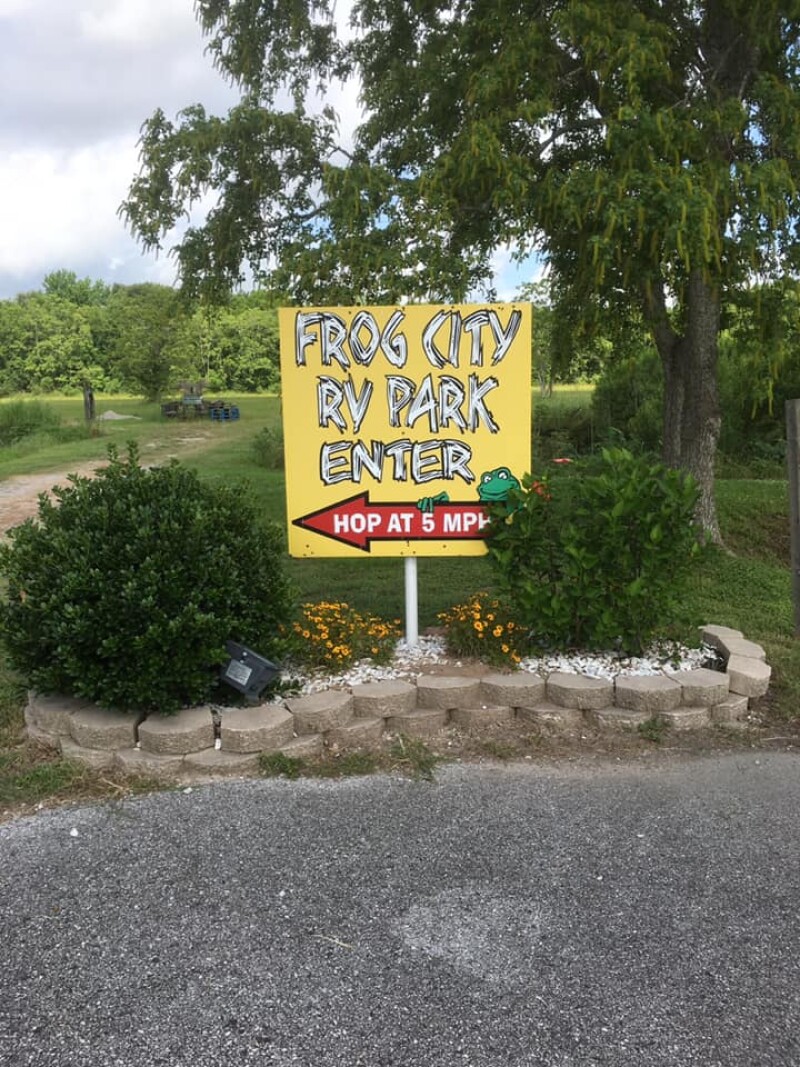 FROG CITY
RV PARK
ENTER
HOP AT 5 MPH